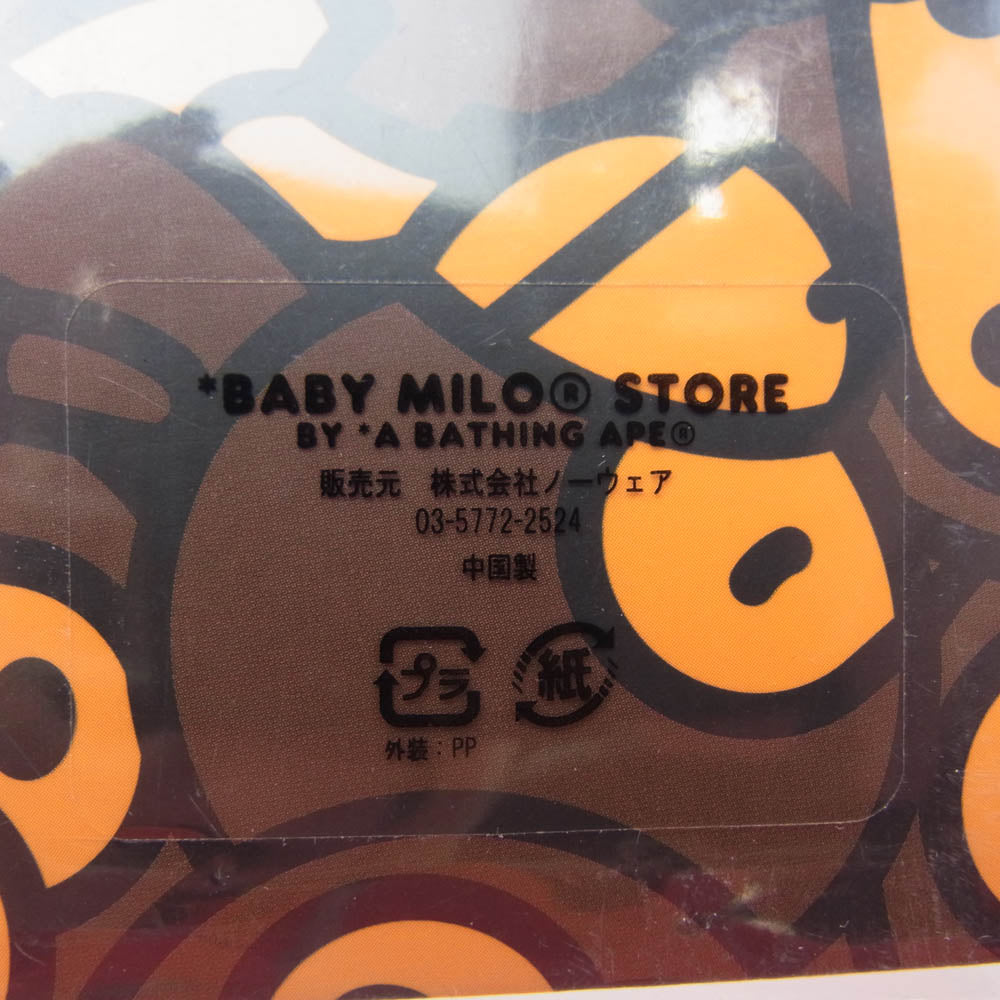 *BABY MILO® STORE
BY *A BATHING APE®
販売元　株式会社ノーウェア
03-5772-2524
中国製
プラ 紙
外装：PP